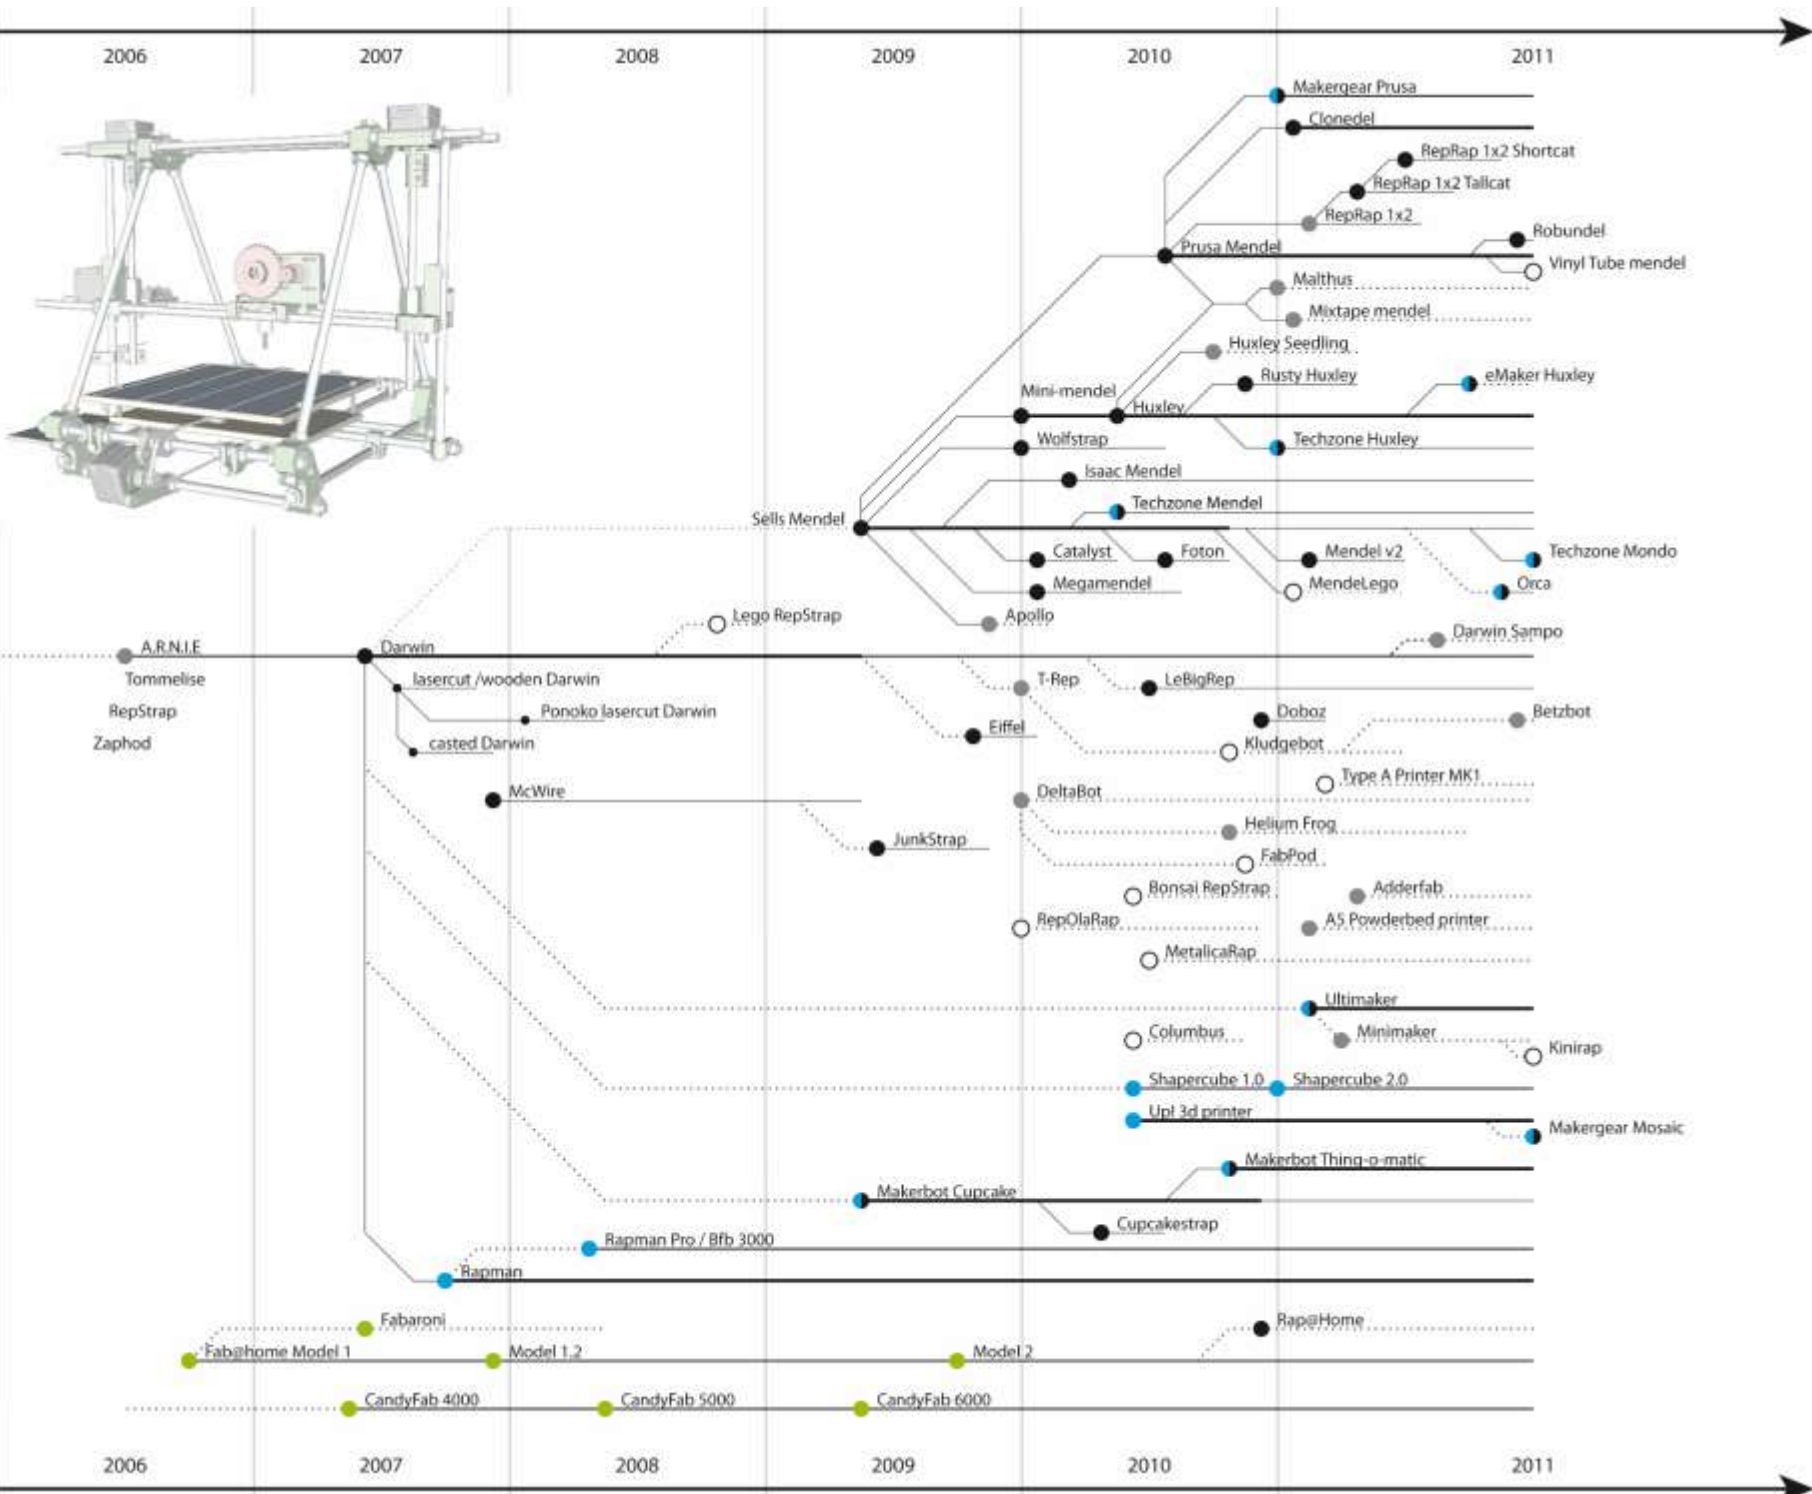 2006 2007 2008 2009 2010 2011
Makergear Prusa
Clonedel
RepRap 1x2 Shortcat
RepRap 1x2 Tallcat
RepRap 1x2
Robundel
Prusa Mendel
Vinyl Tube mendel
Malthus
Mixtape mendel
Huxley Seedling
Rusty Huxley
eMaker Huxley
Mini-mendel
Huxley
Wolfstrap
Techzone Huxley
Isaac Mendel
Techzone Mendel
Sells Mendel
Catalyst
Foton
Mendel v2
Techzone Mondo
Megamendel
MendeLego
Orca
Lego RepStrap
Apollo
Darwin Sampo
A.R.N.I.E
Darwin
Tommelise
lasercut /wooden Darwin
T-Rep
LeBigRep
RepStrap
Ponoko lasercut Darwin
Doboz
Betzbot
Eiffel
Zaphod
casted Darwin
Kludgebot
Type A Printer MK1
McWire
DeltaBot
Helium Frog
JunkStrap
FabPod
Bonsai RepStrap
Adderfab
RepOlaRap
A5 Powderbed printer
MetalicaRap
Ultimaker
Columbus
Minimaker
Kinirap
Shapercube 1.0
Shapercube 2.0
Up! 3d printer
Makergear Mosaic
Makerbot Thing-o-matic
Makerbot Cupcake
Cupcakestrap
Rapman Pro / Bfb 3000
Rapman
Fabaroni
Rap@Home
Fab@home Model 1
Model 1.2
Model 2
CandyFab 4000
CandyFab 5000
CandyFab 6000
2006 2007 2008 2009 2010 2011